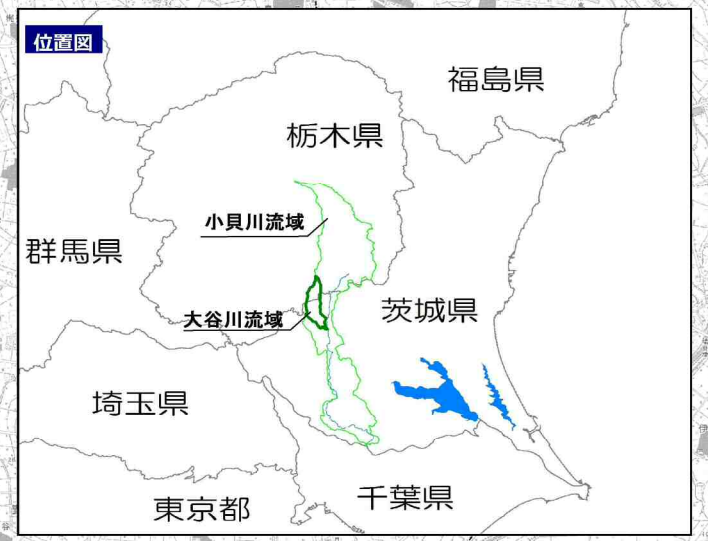 位置図
福島県
栃木県
小貝川流域
群馬県
大谷川流域
茨城県
埼玉県
東京都
千葉県